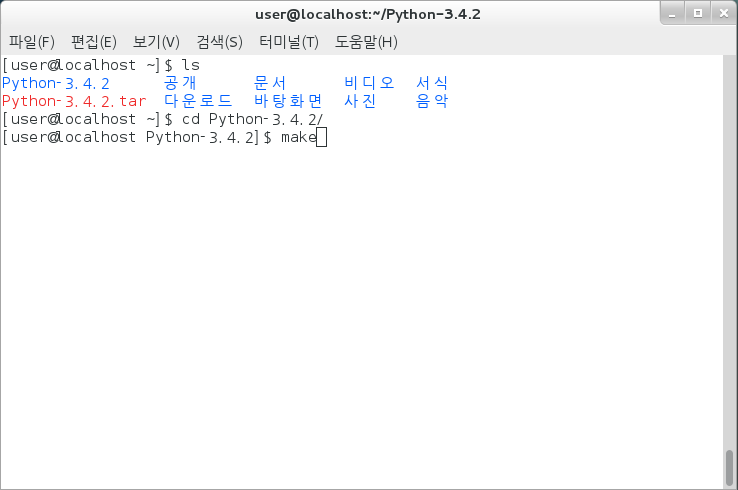 user@localhost:~/Python-3.4.2
파일(F) 편집(E) 보기(V) 검색(S) 터미널(T) 도움말(H)
[user@localhost ~]$ ls
Python-3.4.2 공개 문서 비디오 서식
Python-3.4.2.tar 다운로드 바탕화면 사진 음악
[user@localhost ~]$ cd Python-3.4.2/
[user@localhost Python-3.4.2]$ make